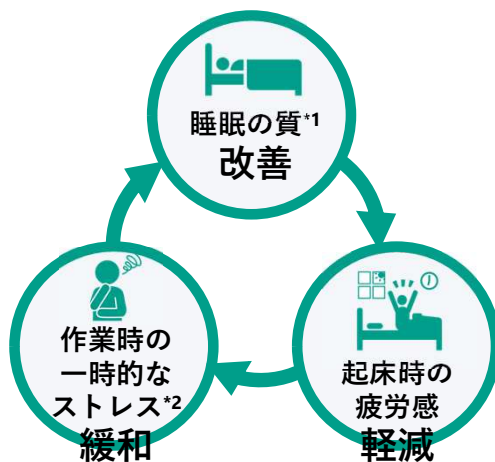 睡眠の質*1
改善
作業時の
一時的な
ストレス*2
緩和
起床時の
疲労感
軽減